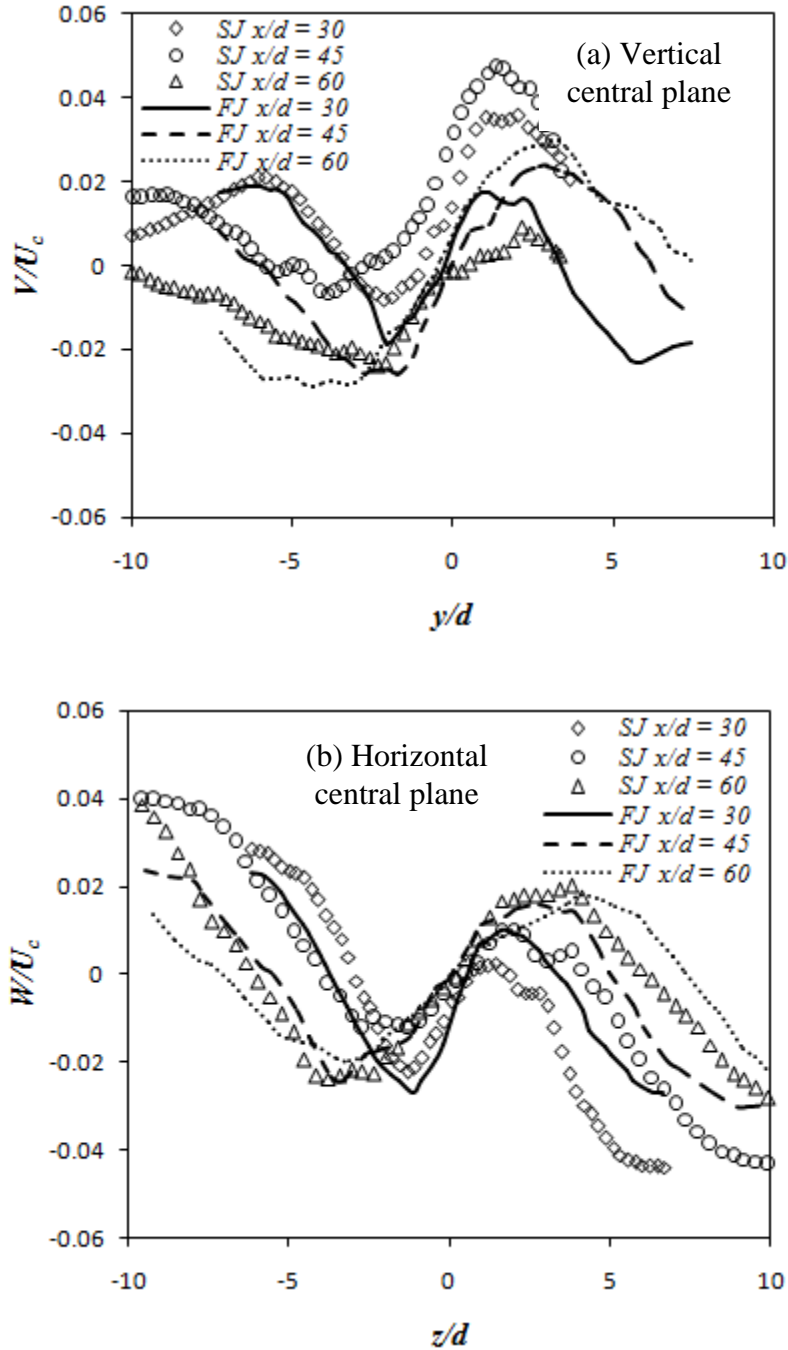 0.06
0.04
0.02
0
-0.02
-0.04
-0.06
V/Uc
SJ x/d = 30
SJ x/d = 45
SJ x/d = 60
FJ x/d = 30
FJ x/d = 45
FJ x/d = 60
(a) Vertical
central plane
-10 -5 0 5 10
y/d
0.06
0.04
0.02
0
-0.02
-0.04
-0.06
W/Uc
(b) Horizontal
central plane
SJ x/d = 30
SJ x/d = 45
SJ x/d = 60
FJ x/d = 30
FJ x/d = 45
FJ x/d = 60
-10 -5 0 5 10
z/d